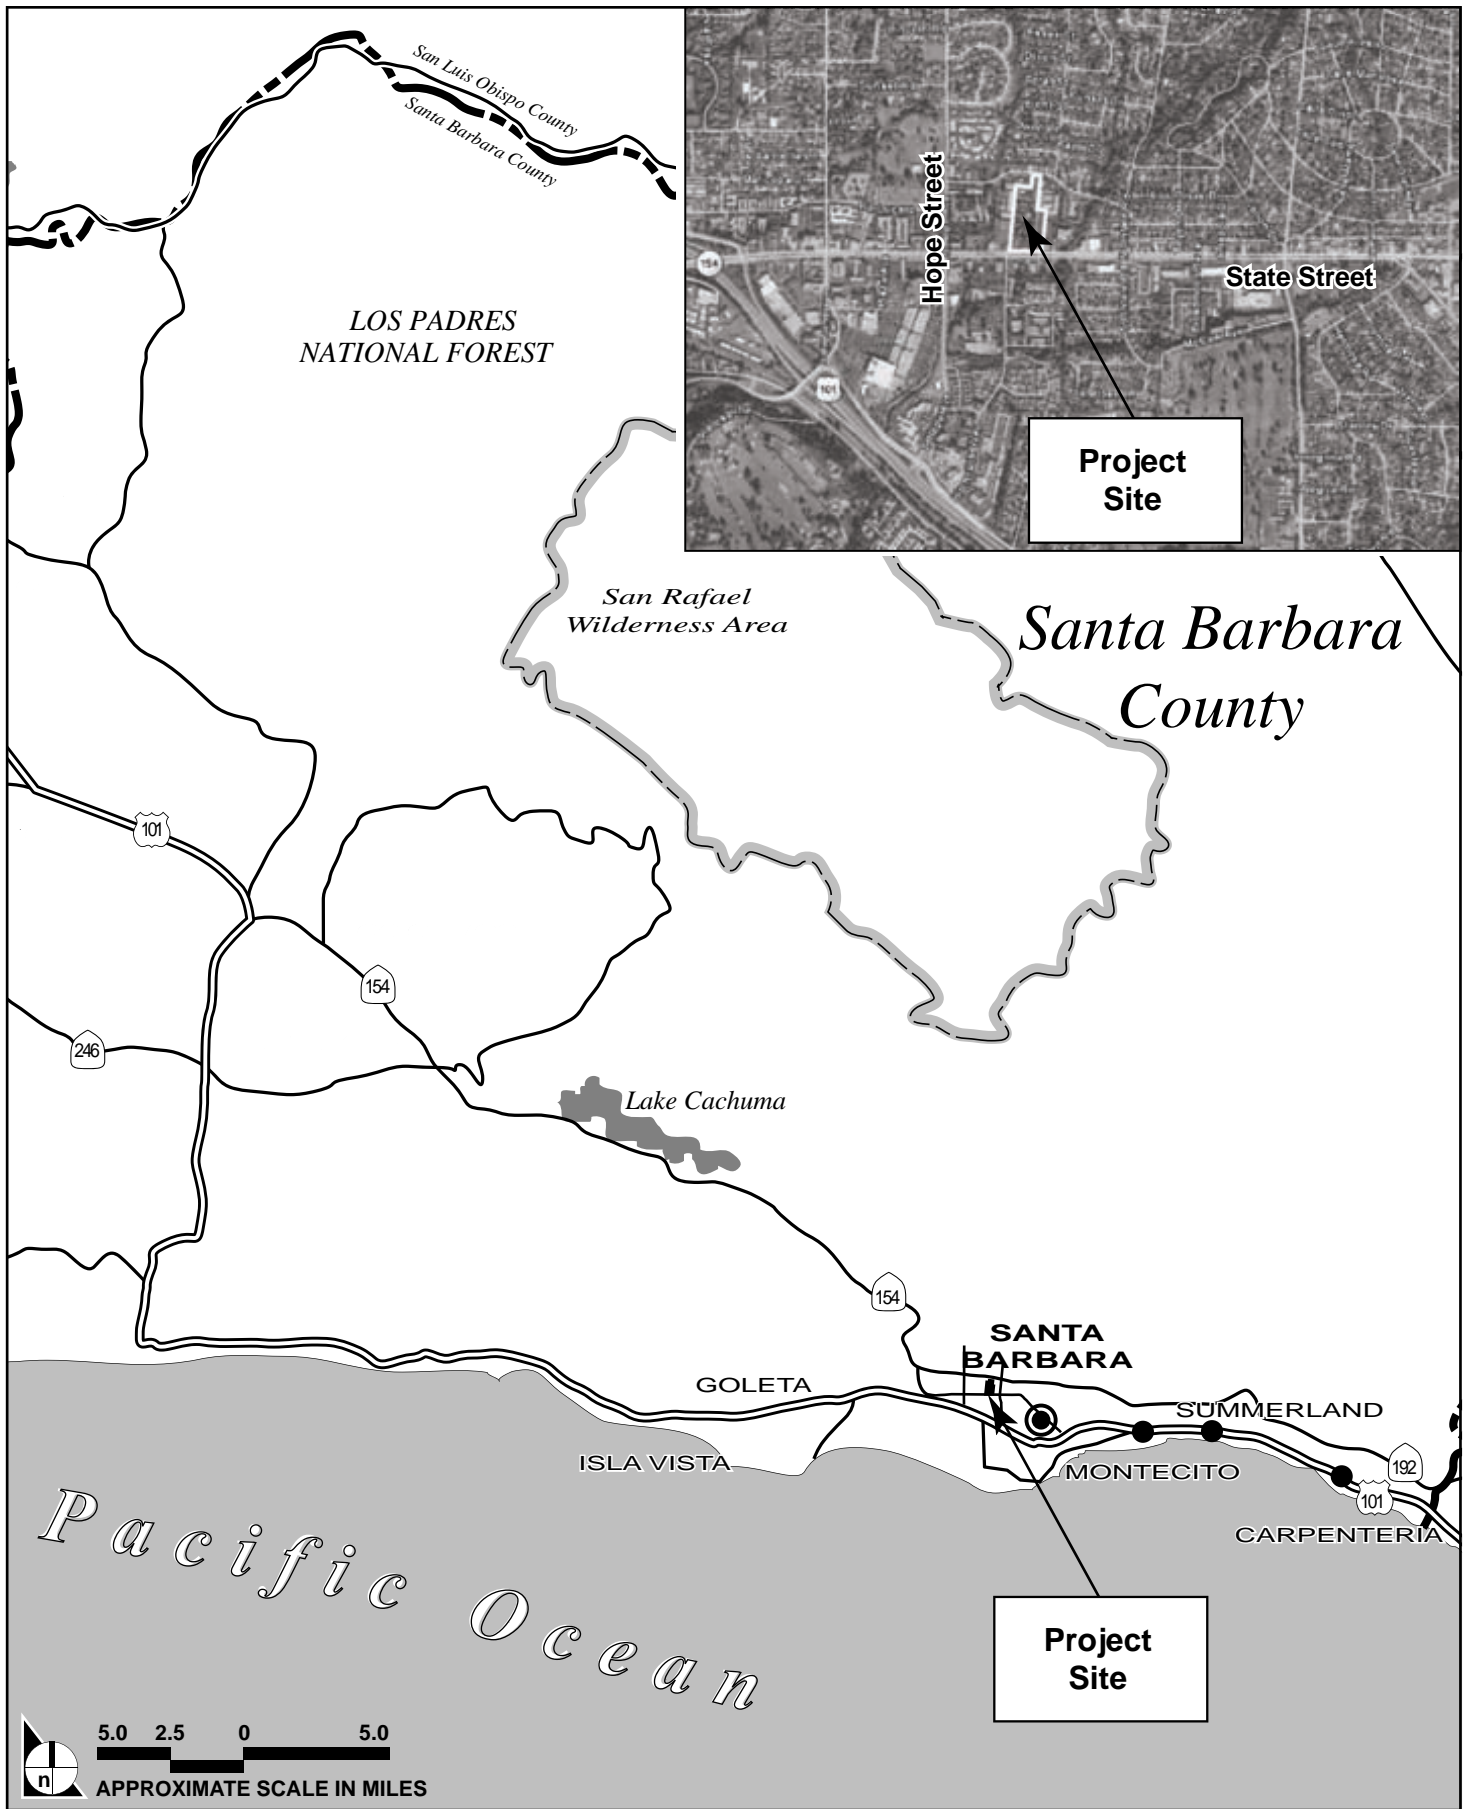 San Luis Obispo County
Santa Barbara County
LOS PADRES
NATIONAL FOREST
Hope Street
State Street
154
101
Project
Site
San Rafael
Wilderness Area
Santa Barbara
County
101
154
246
Lake Cachuma
154
SANTA
BARBARA
GOLETA
SUMMERLAND
ISLA VISTA
MONTECITO
192
101
CARPENTERIA
Pacific Ocean
Project
Site
5.0 2.5 0 5.0
n
APPROXIMATE SCALE IN MILES